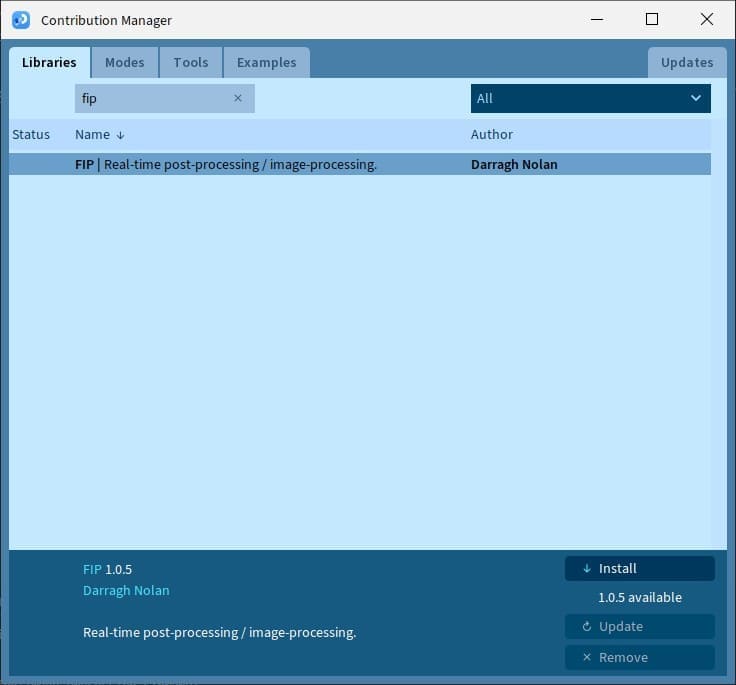 Contribution Manager
Libraries Modes Tools Examples Updates
fip All
Status Name Author
FIP | Real-time post-processing / image-processing. Darragh Nolan
FIP 1.0.5
Install
Darragh Nolan
1.0.5 available
Update
Real-time post-processing / image-processing.
Remove